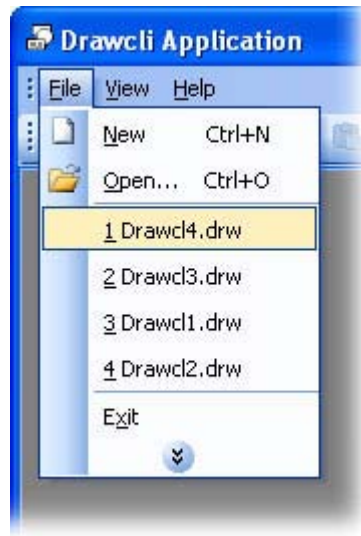 Drawcli Application
File View Help
New Ctrl+N
Open... Ctrl+O
1 Drawcl4.drw
2 Drawcl3.drw
3 Drawcl1.drw
4 Drawcl2.drw
Exit